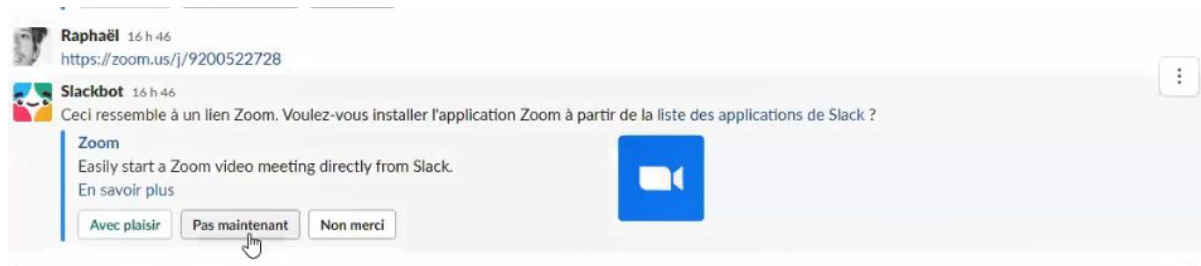 Raphaël 16 h 46
https://zoom.us/j/9200522728
Slackbot 16 h 46
Ceci ressemble à un lien Zoom. Voulez-vous installer l'application Zoom à partir de la liste des applications de Slack ?
Zoom
Easily start a Zoom video meeting directly from Slack.
En savoir plus
Avec plaisir Pas maintenant Non merci